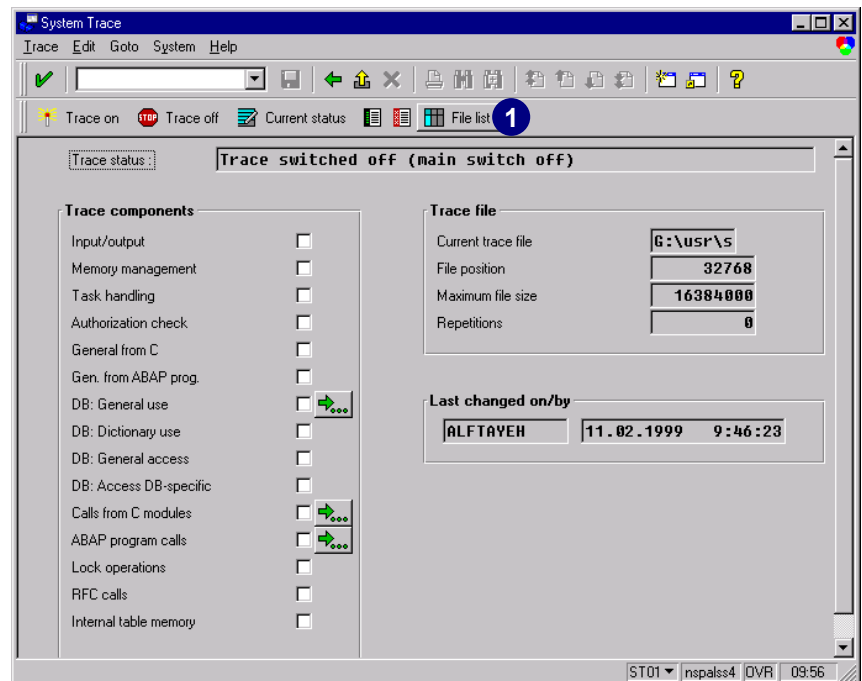 System Trace
Trace Edit Goto System Help
Trace on STOP Trace off Current status File list 1
Trace status : Trace switched off (main switch off)
Trace components
Input/output
Memory management
Task handling
Authorization check
General from C
Gen. from ABAP prog.
DB: General use
DB: Dictionary use
DB: General access
DB: Access DB-specific
Calls from C modules
ABAP program calls
Lock operations
RFC calls
Internal table memory
Trace file
Current trace file G:\usr\s
File position 32768
Maximum file size 16384000
Repetitions 0
Last changed on/by
ALFTAYEH 11.02.1999 9:46:23
ST01 nspalss4 OVR 09:56